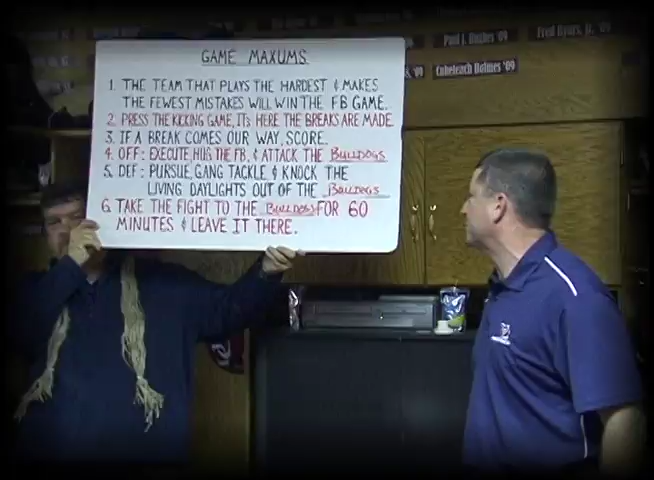 GAME MAXUMS
1. THE TEAM THAT PLAYS THE HARDEST & MAKES
THE FEWEST MISTAKES WILL WIN THE FB GAME.
2. PRESS THE KICKING GAME, ITS HERE THE BREAKS ARE MADE.
3. IF A BREAK COMES OUR WAY, SCORE.
4. OFF: EXECUTE, HUG THE FB, & ATTACK THE BULLDOGS
5. DEF: PURSUE, GANG TACKLE & KNOCK THE
LIVING DAYLIGHTS OUT OF THE BULLDOGS
6. TAKE THE FIGHT TO THE BULLDOGS FOR 60
MINUTES & LEAVE IT THERE.
Paul J. Hughes '09
Fred Byars, Jr. '09
& '09
Cubeleach Holmes '09